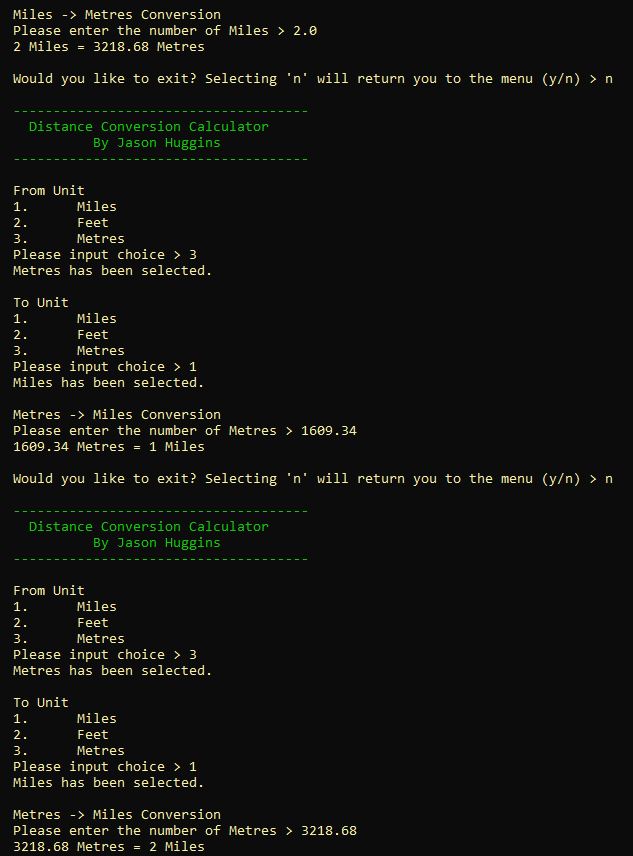 Miles -> Metres Conversion
Please enter the number of Miles > 2.0
2 Miles = 3218.68 Metres
Would you like to exit? Selecting 'n' will return you to the menu (y/n) > n
-------------------------------------
Distance Conversion Calculator
By Jason Huggins
-------------------------------------
From Unit
1. Miles
2. Feet
3. Metres
Please input choice > 3
Metres has been selected.
To Unit
1. Miles
2. Feet
3. Metres
Please input choice > 1
Miles has been selected.
Metres -> Miles Conversion
Please enter the number of Metres > 1609.34
1609.34 Metres = 1 Miles
Would you like to exit? Selecting 'n' will return you to the menu (y/n) > n
-------------------------------------
Distance Conversion Calculator
By Jason Huggins
-------------------------------------
From Unit
1. Miles
2. Feet
3. Metres
Please input choice > 3
Metres has been selected.
To Unit
1. Miles
2. Feet
3. Metres
Please input choice > 1
Miles has been selected.
Metres -> Miles Conversion
Please enter the number of Metres > 3218.68
3218.68 Metres = 2 Miles